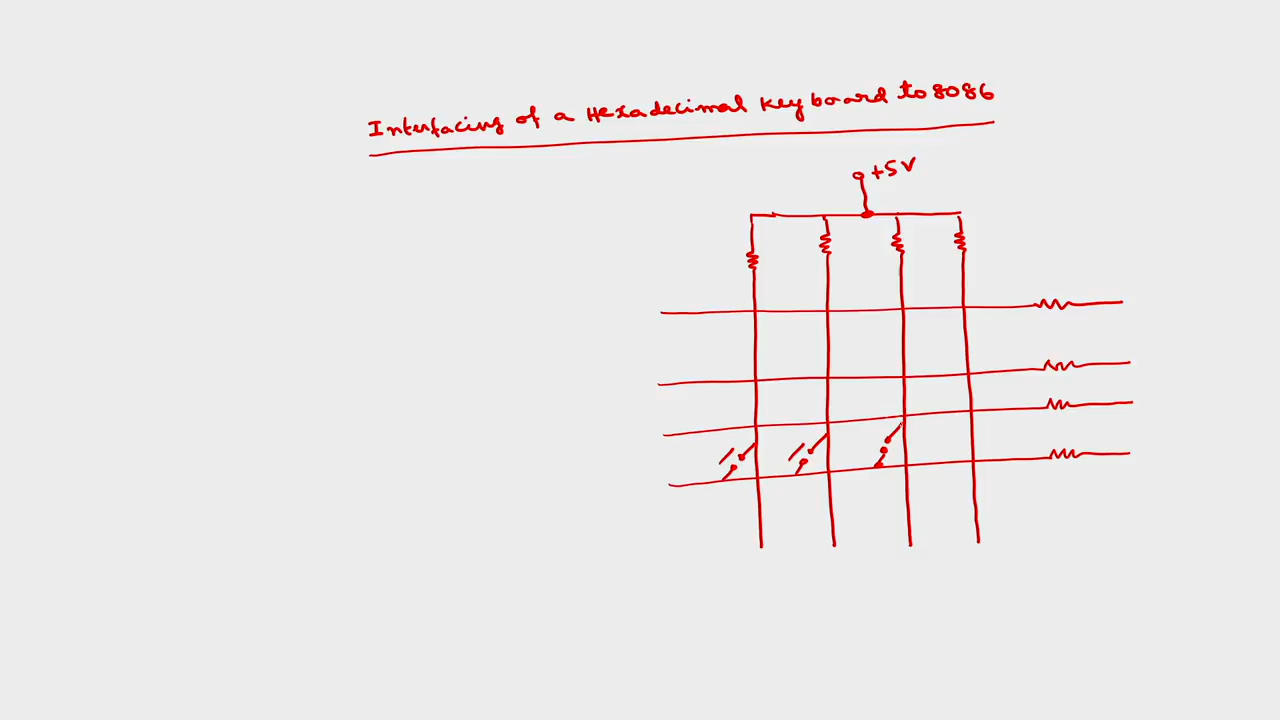 Interfacing of a Hexadecimal Keyboard to 8086
+5V